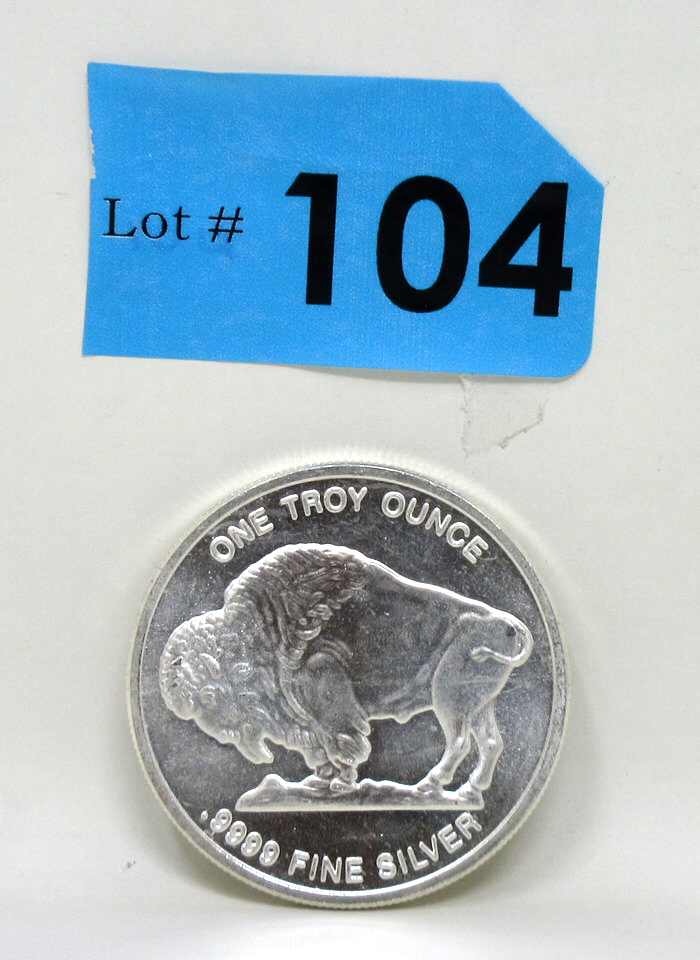 Lot # 104
ONE TROY OUNCE
.9999 FINE SILVER